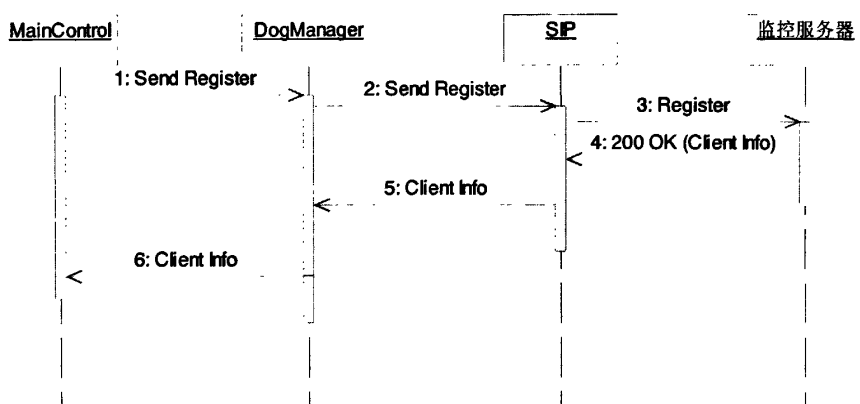 MainControl
DogManager
SIP
监控服务器
1: Send Register
2: Send Register
3: Register
4: 200 OK (Client Info)
5: Client Info
6: Client Info